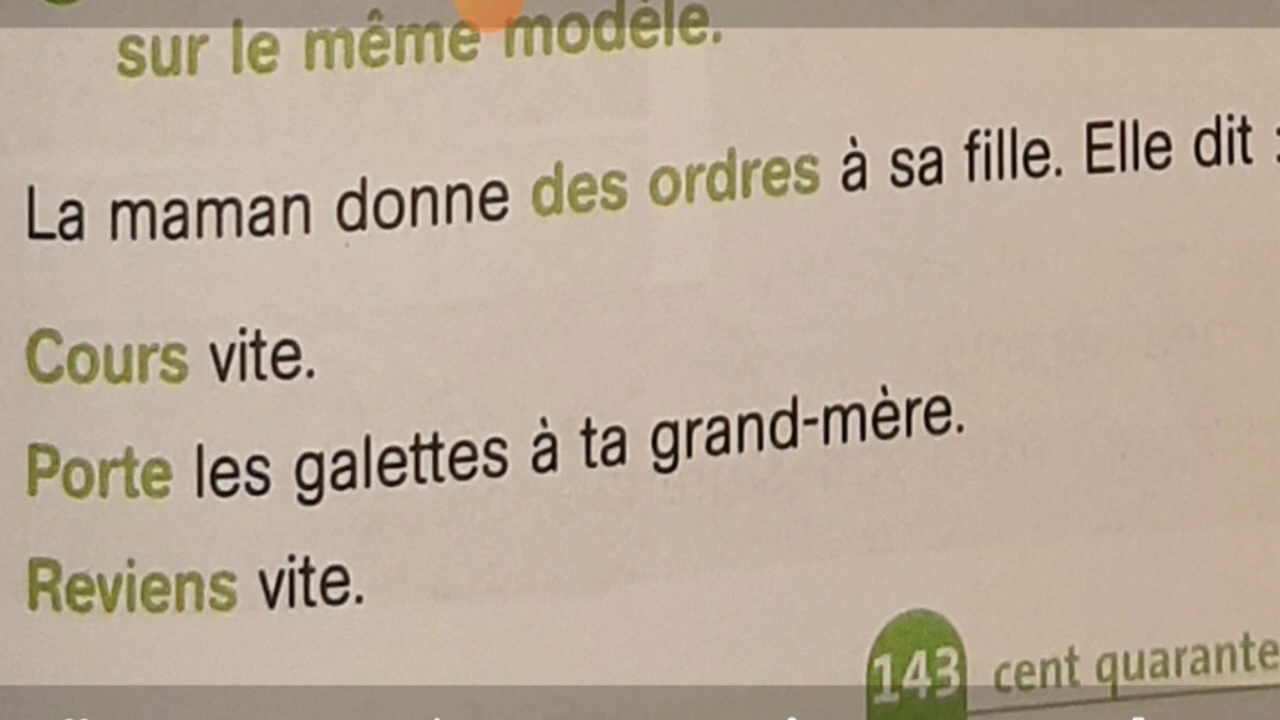 sur le même modèle.
La maman donne des ordres à sa fille. Elle dit :
Cours vite.
Porte les galettes à ta grand-mère.
Reviens vite.
143 cent quarante